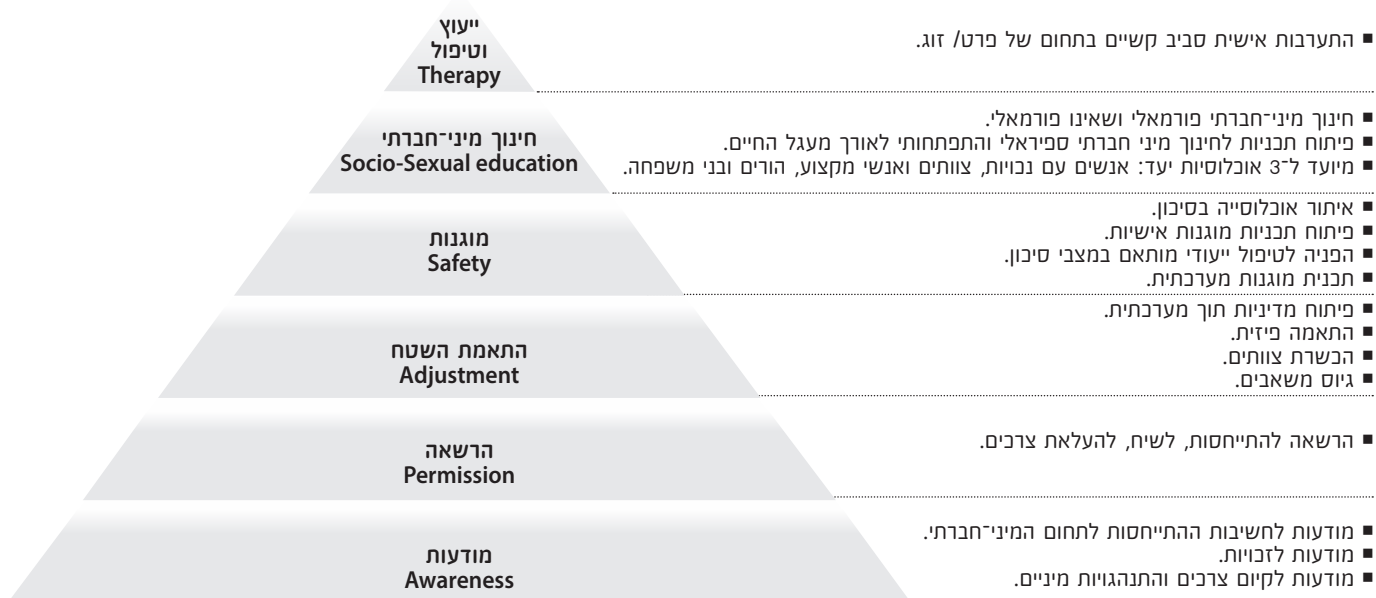 ייעוץ
וטיפול
Therapy
■ התערבות אישית סביב קשיים בתחום של פרט/ זוג.
חינוך מיני־חברתי
Socio-Sexual education
■ חינוך מיני־חברתי פורמאלי ושאינו פורמאלי.
■ פיתוח תכניות לחינוך מיני חברתי ספיראלי והתפתחותי לאורך מעגל החיים.
■ מיועד ל־3 אוכלוסיות יעד: אנשים עם נכויות, צוותים ואנשי מקצוע, הורים ובני משפחה.
מוגנות
Safety
■ איתור אוכלוסייה בסיכון.
■ פיתוח תכניות מוגנות אישיות.
■ הפניה לטיפול ייעודי מותאם במצבי סיכון.
■ תכנית מוגנות מערכתית.
התאמת השטח
Adjustment
■ פיתוח מדיניות תוך מערכתית.
■ התאמה פיזית.
■ הכשרת צוותים.
■ גיוס משאבים.
הרשאה
Permission
■ הרשאה להתייחסות, לשיח, להעלאת צרכים.
מודעות
Awareness
■ מודעות לחשיבות ההתייחסות לתחום המיני־חברתי.
■ מודעות לזכויות.
■ מודעות לקיום צרכים והתנהגויות מיניים.